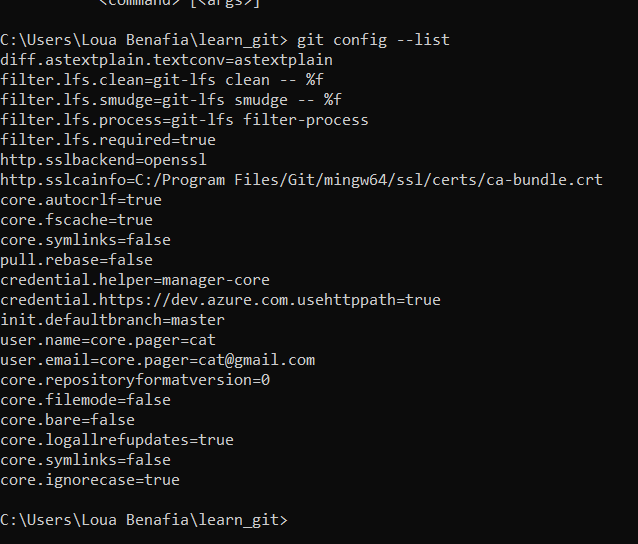 <command> [<args>]
C:\Users\Loua Benafia\learn_git> git config --list
diff.astextplain.textconv=astextplain
filter.lfs.clean=git-lfs clean -- %f
filter.lfs.smudge=git-lfs smudge -- %f
filter.lfs.process=git-lfs filter-process
filter.lfs.required=true
http.sslbackend=openssl
http.sslcainfo=C:/Program Files/Git/mingw64/ssl/certs/ca-bundle.crt
core.autocrlf=true
core.fscache=true
core.symlinks=false
pull.rebase=false
credential.helper=manager-core
credential.https://dev.azure.com.usehttppath=true
init.defaultbranch=master
user.name=core.pager=cat
user.email=core.pager=cat@gmail.com
core.repositoryformatversion=0
core.filemode=false
core.bare=false
core.logallrefupdates=true
core.symlinks=false
core.ignorecase=true
C:\Users\Loua Benafia\learn_git>